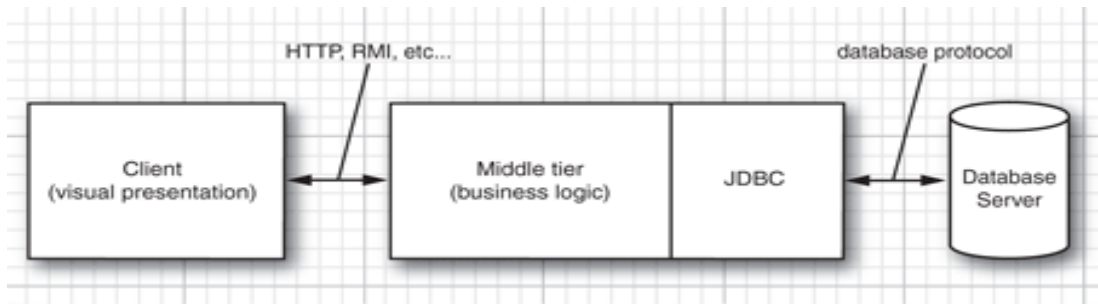 HTTP, RMI, etc...
database protocol
Client
(visual presentation)
Middle tier
(business logic)
JDBC
Database
Server